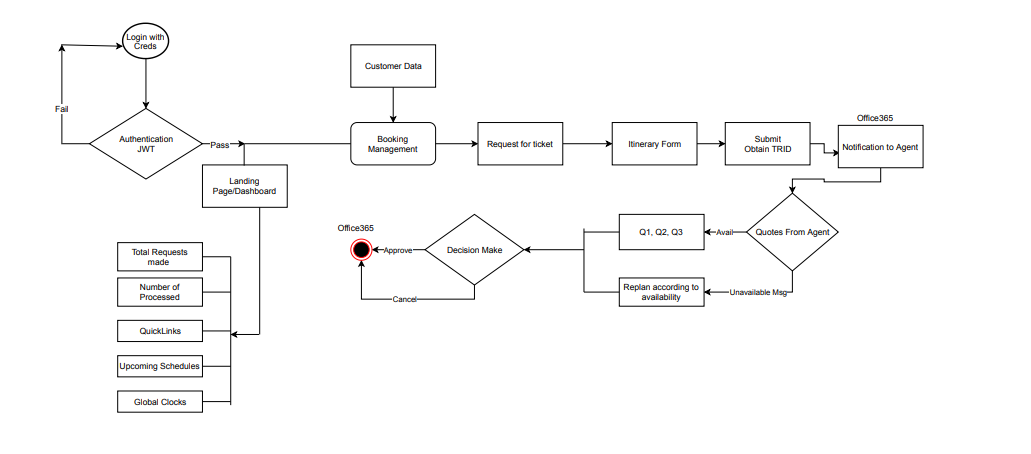 Login with
Creds
Customer Data
Fail
Office365
Authentication
JWT
Pass
Booking
Management
Request for ticket
Itinerary Form
Submit
Obtain TRID
Notification to Agent
Landing
Page/Dashboard
Office365
Q1, Q2, Q3
Avail
Quotes From Agent
Approve
Decision Make
Total Requests
made
Number of
Processed
Replan according to
availability
Unavailable Msg
Cancel
QuickLinks
Upcoming Schedules
Global Clocks